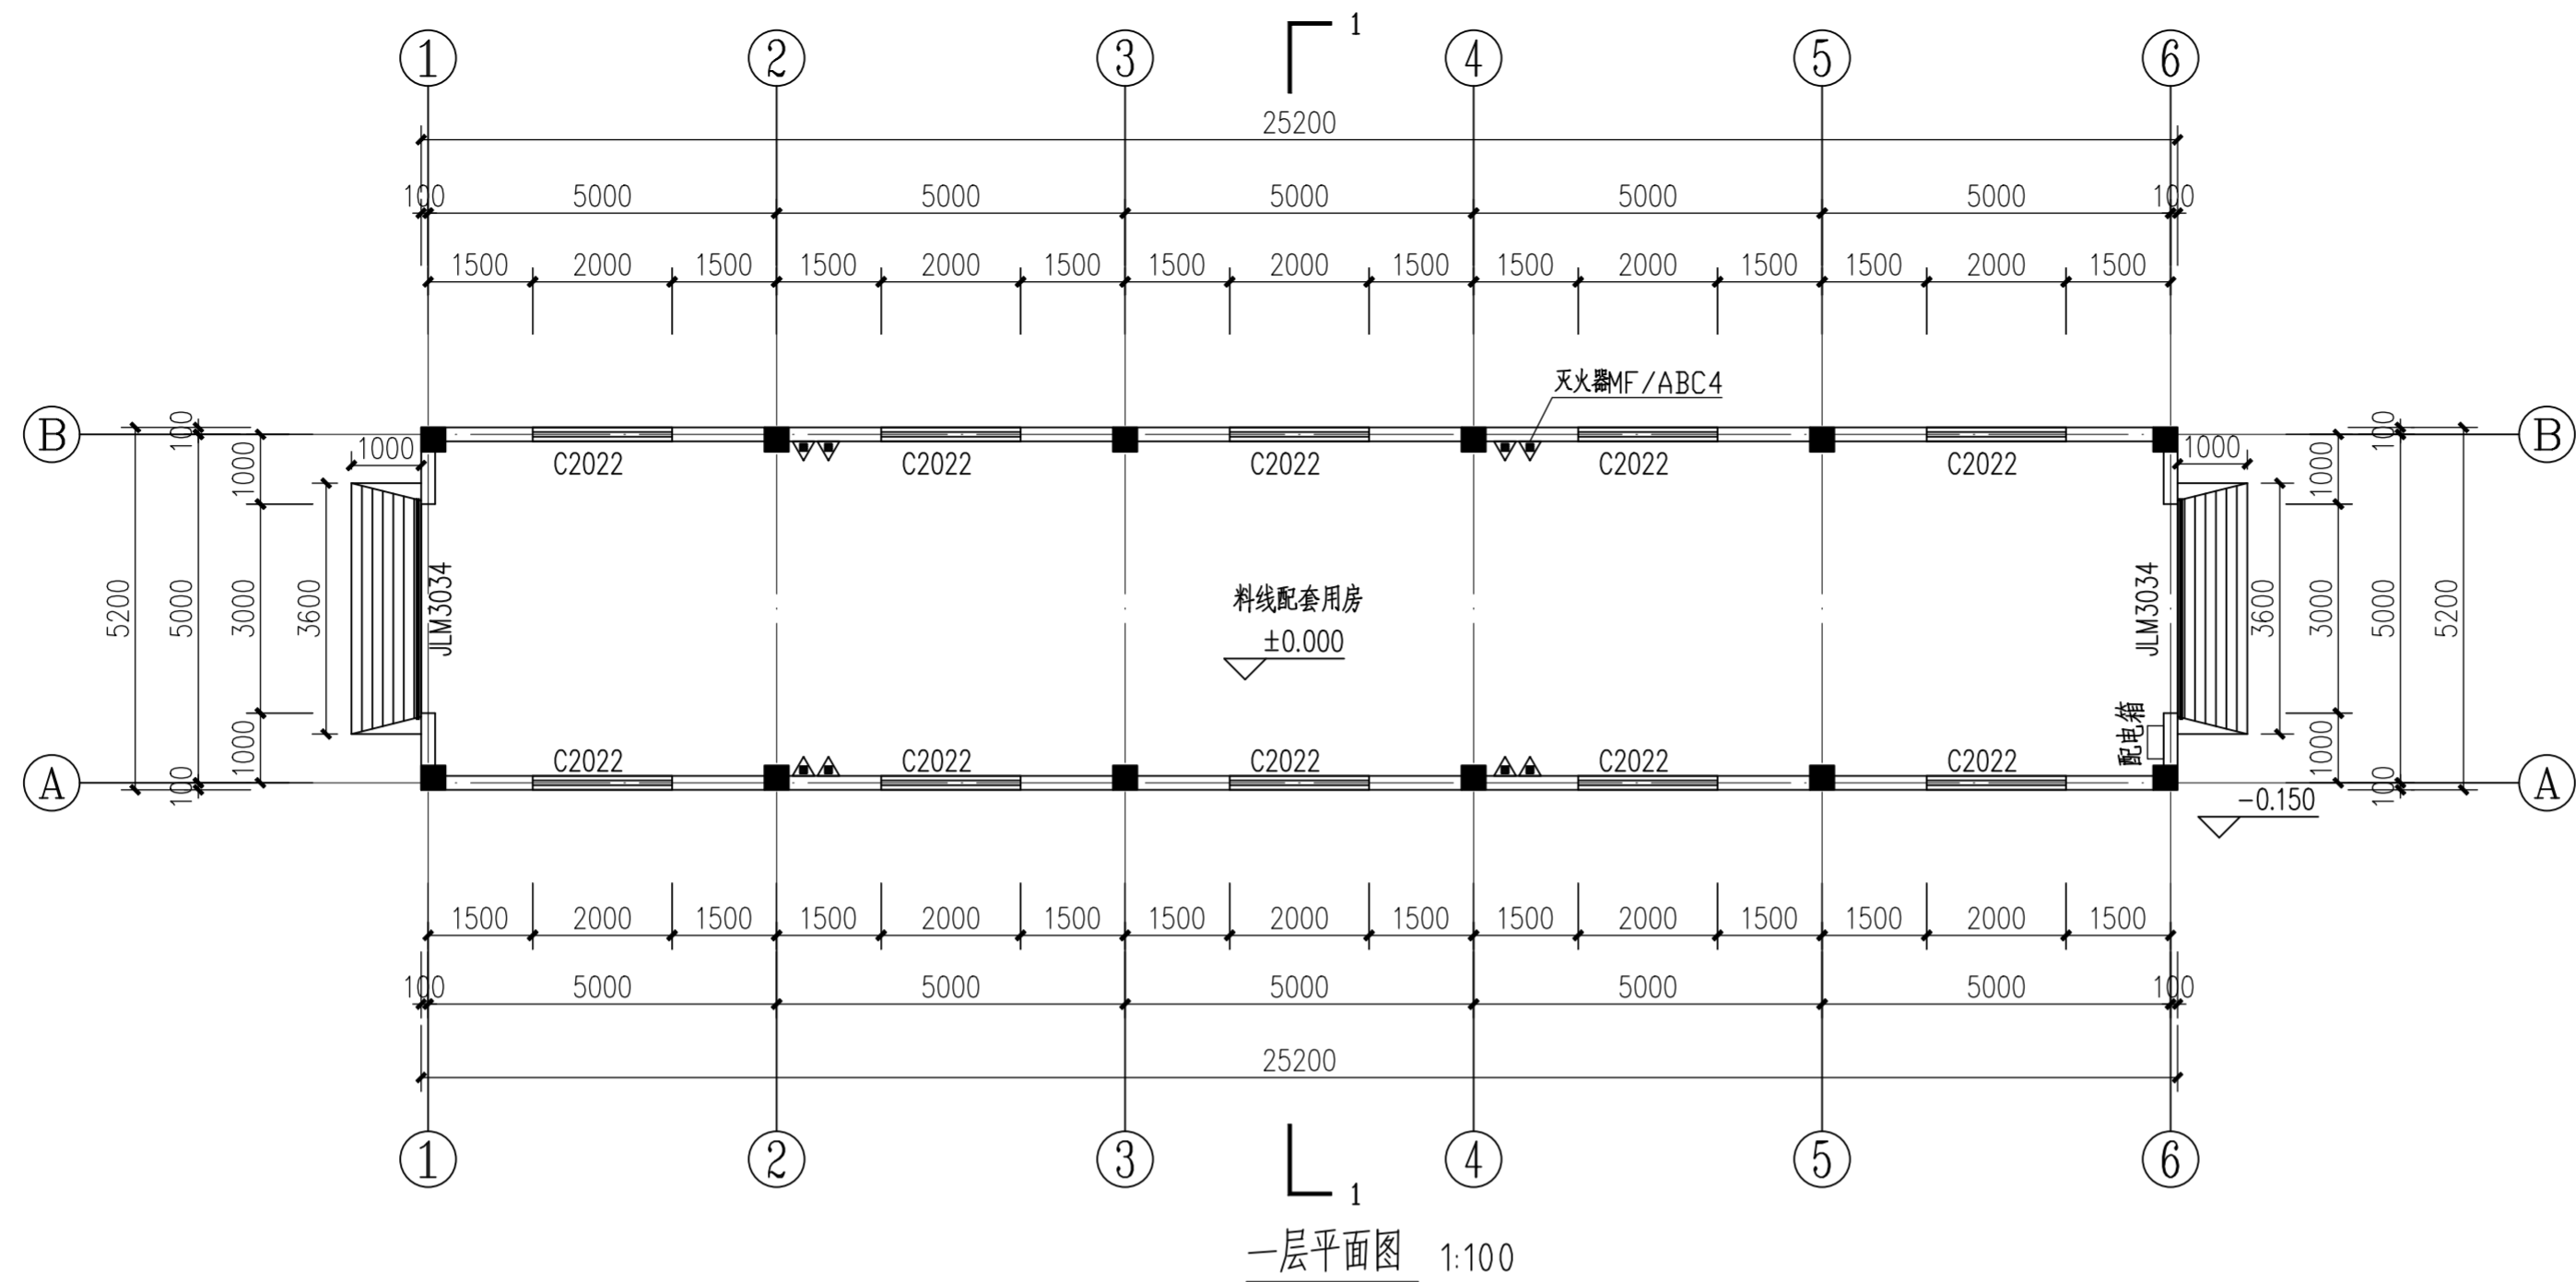 1 2 3 1 4 5 6
25200
100 5000 5000 5000 5000 5000 100
1500 2000 1500 1500 2000 1500 1500 2000 1500 1500 2000 1500 1500 2000 1500
灭火器MF/ABC4
B 100 1000 1000 1000 1000 100 B
C2022 C2022 C2022 C2022 C2022
5200 5000 3000 3600 JLM3034
料线配套用房
±0.000
JLM3034 3600 3000 5000 5200
配电箱
C2022 C2022 C2022 C2022 C2022
A 100 1000 1000 100 A
-0.150
1500 2000 1500 1500 2000 1500 1500 2000 1500 1500 2000 1500 1500 2000 1500
100 5000 5000 5000 5000 5000 100
25200
1 2 3 1 4 5 6
一层平面图 1:100